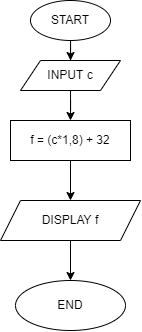 START
INPUT c
f = (c*1,8) + 32
DISPLAY f
END